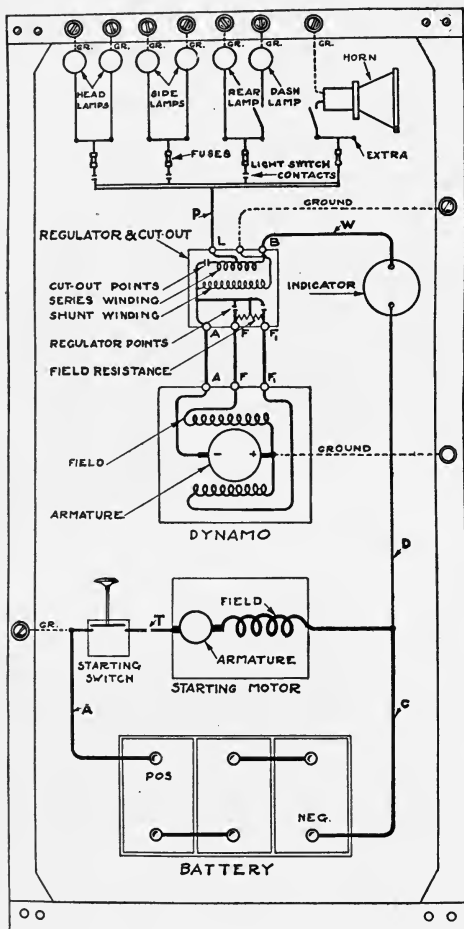 GR. GR. GR. GR. GR. GR. GR.
HORN
HEAD LAMPS
SIDE LAMPS
REAR LAMP
DASH LAMP
FUSES
LIGHT SWITCH CONTACTS
EXTRA
P
GROUND
REGULATOR & CUT-OUT
L
B
W
CUT-OUT POINTS
SERIES WINDING
SHUNT WINDING
INDICATOR
A F F1
REGULATOR POINTS
FIELD RESISTANCE
A F F1
FIELD
- +
GROUND
ARMATURE
DYNAMO
D
GR.
T
FIELD
ARMATURE
STARTING SWITCH
STARTING MOTOR
A
C
POS
NEG.
BATTERY